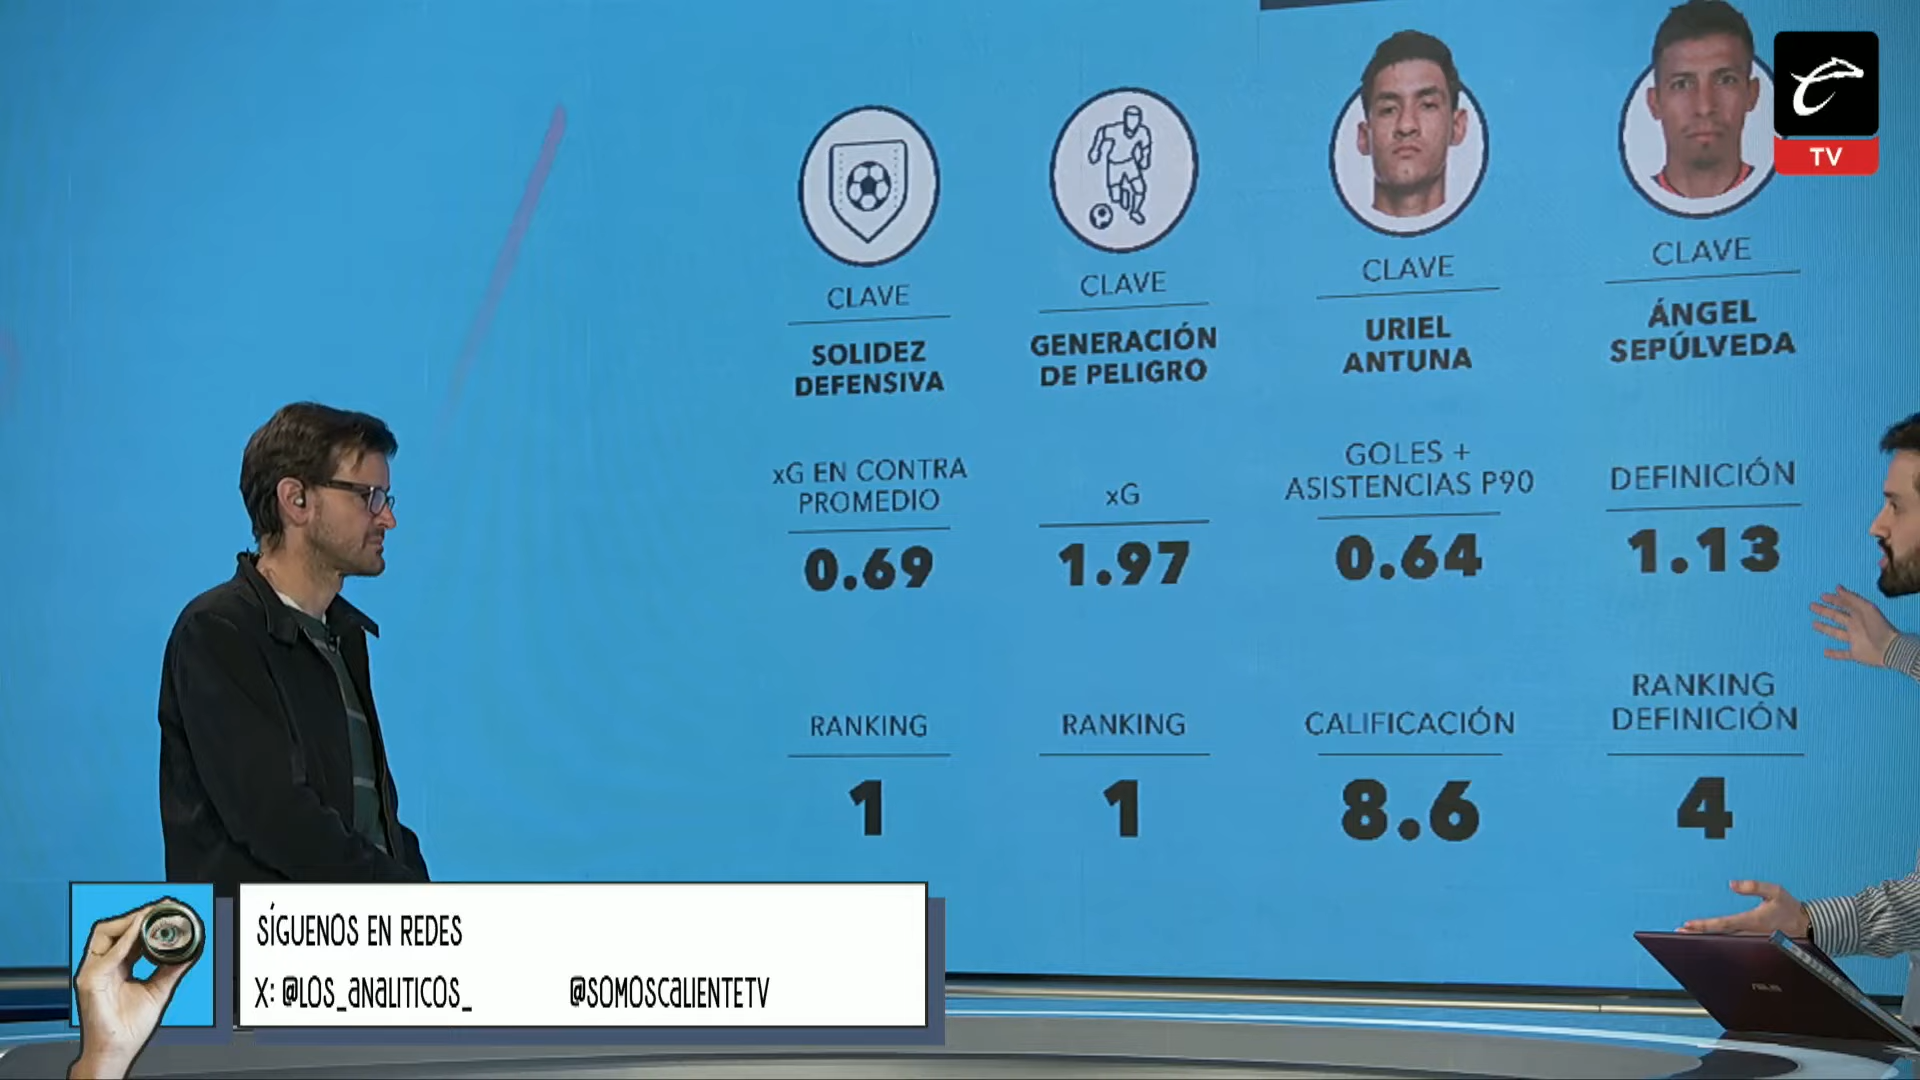 TV
CLAVE
SOLIDEZ
DEFENSIVA
xG EN CONTRA
PROMEDIO
0.69
RANKING
1
CLAVE
GENERACIÓN
DE PELIGRO
xG
1.97
RANKING
1
CLAVE
URIEL
ANTUNA
GOLES +
ASISTENCIAS P90
0.64
CALIFICACIÓN
8.6
CLAVE
ÁNGEL
SEPÚLVEDA
DEFINICIÓN
1.13
RANKING
DEFINICIÓN
4
SÍGUENOS EN REDES
X: @LOS_ANALITICOS_ @SOMOSCALIENTETV
ASUS